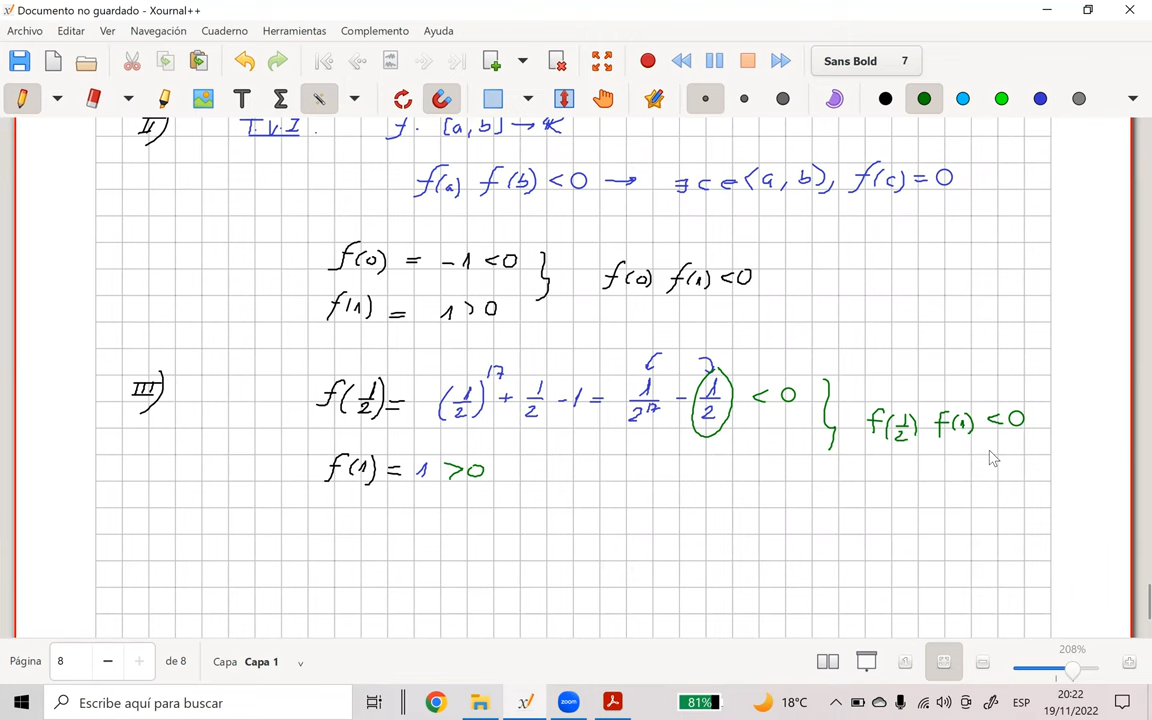 Documento no guardado - Xournal++
Archivo Editar Ver Navegación Cuaderno Herramientas Complemento Ayuda
Sans Bold 7
II) T.V.I. f: [a, b] → ℝ
f(a) f(b) < 0 → ∃ c ∈ ⟨a, b⟩, f(c) = 0
f(0) = -1 < 0 } f(0) f(1) < 0
f(1) = 1 > 0
III) f(1/2) = (1/2)^17 + 1/2 - 1 = 1/2^17 - 1/2 < 0 } f(1/2) f(1) < 0
f(1) = 1 > 0
Página 8 de 8 Capa Capa 1 208%
Escribe aquí para buscar zoom 81% 18°C ESP 20:22
19/11/2022